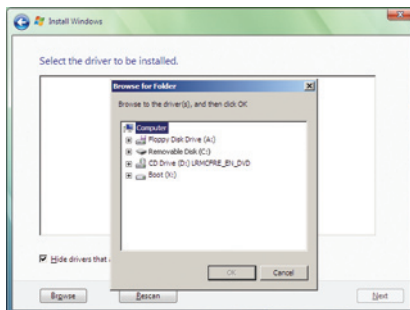 Install Windows
Select the driver to be installed.
Browse for Folder
Browse to the driver(s), and then click OK
Computer
Floppy Disk Drive (A:)
Removable Disk (C:)
CD Drive (D:) LRMCFRE_EN_DVD
Boot (X:)
OK
Cancel
Hide drivers that
Browse
Rescan
Next